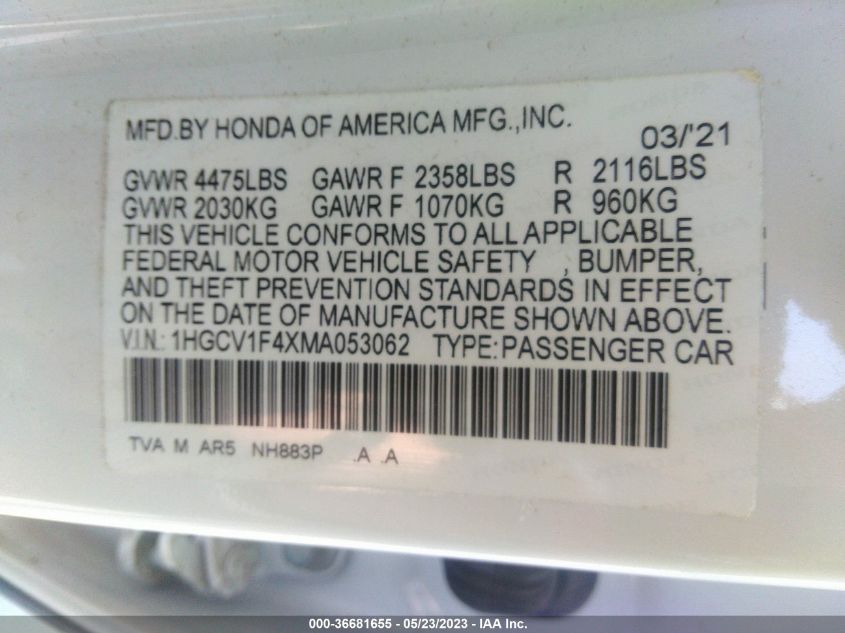 MFD.BY HONDA OF AMERICA MFG.,INC. 03/'21
GVWR 4475LBS GAWR F 2358LBS R 2116LBS
GVWR 2030KG GAWR F 1070KG R 960KG
THIS VEHICLE CONFORMS TO ALL APPLICABLE
FEDERAL MOTOR VEHICLE SAFETY , BUMPER,
AND THEFT PREVENTION STANDARDS IN EFFECT
ON THE DATE OF MANUFACTURE SHOWN ABOVE.
V.I.N.: 1HGCV1F4XMA053062 TYPE:PASSENGER CAR
TVA M AR5 NH883P .A .A
000-36681655 - 05/23/2023 - IAA Inc.